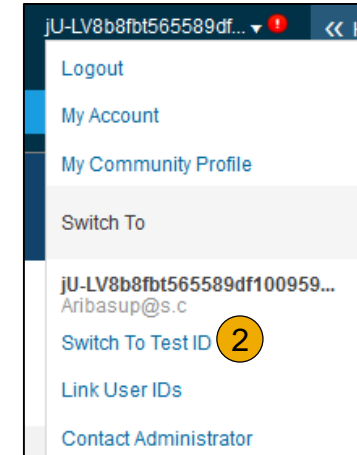 jU-LV8b8fbt565589df... ▾ ! « H
Logout
My Account
My Community Profile
Switch To
jU-LV8b8fbt565589df100959...
Aribasup@s.c
Switch To Test ID 2
Link User IDs
Contact Administrator